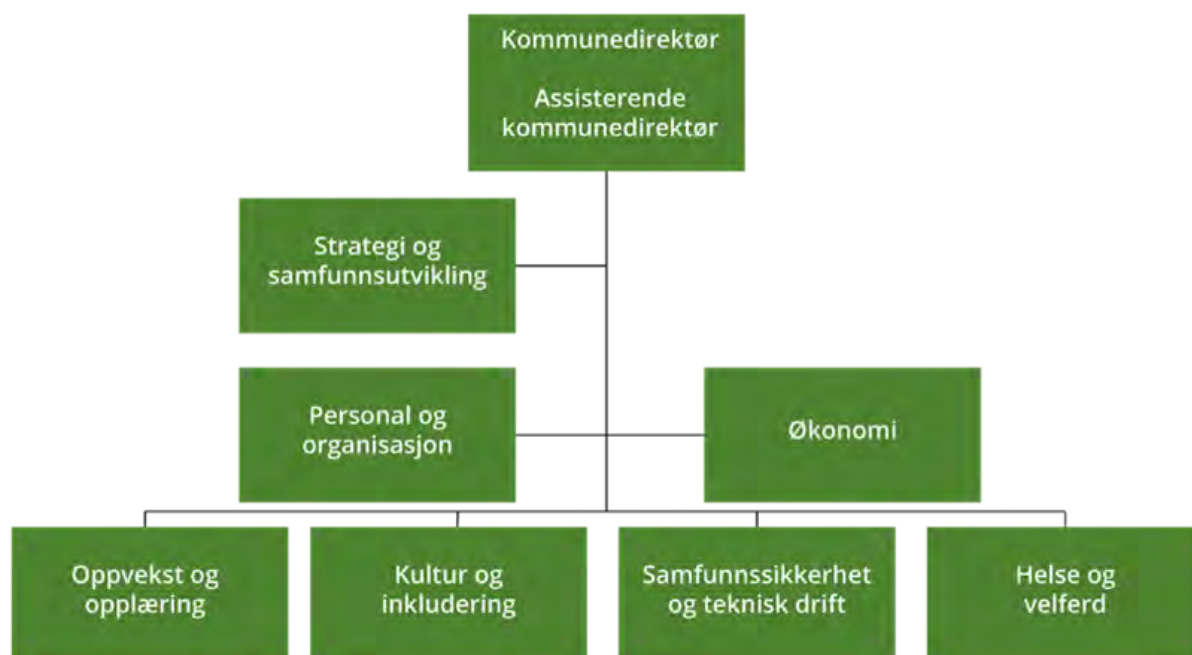 Kommunedirektør
Assisterende
kommunedirektør
Strategi og
samfunnsutvikling
Personal og
organisasjon
Økonomi
Oppvekst og
opplæring
Kultur og
inkludering
Samfunnssikkerhet
og teknisk drift
Helse og
velferd